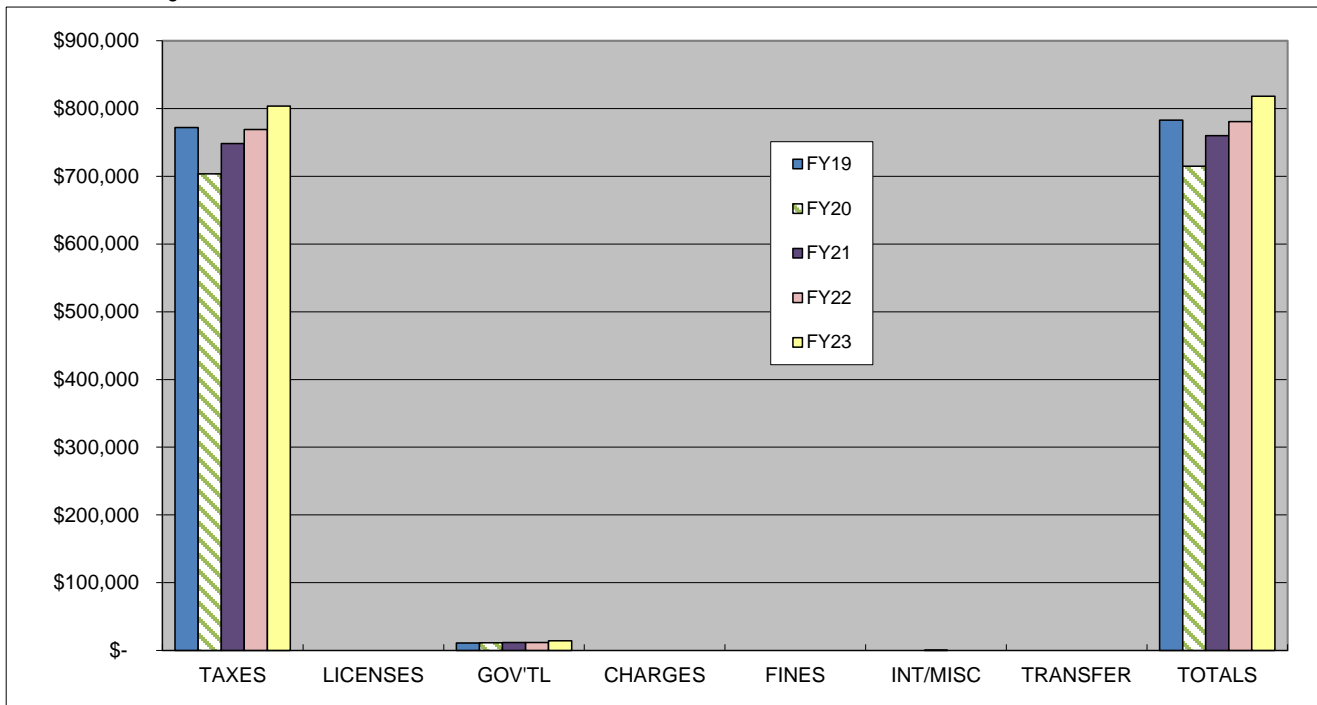 $900,000
$800,000
$700,000
$600,000
$500,000
$400,000
$300,000
$200,000
$100,000
$-
FY19
FY20
FY21
FY22
FY23
TAXES LICENSES GOV'TL CHARGES FINES INT/MISC TRANSFER TOTALS